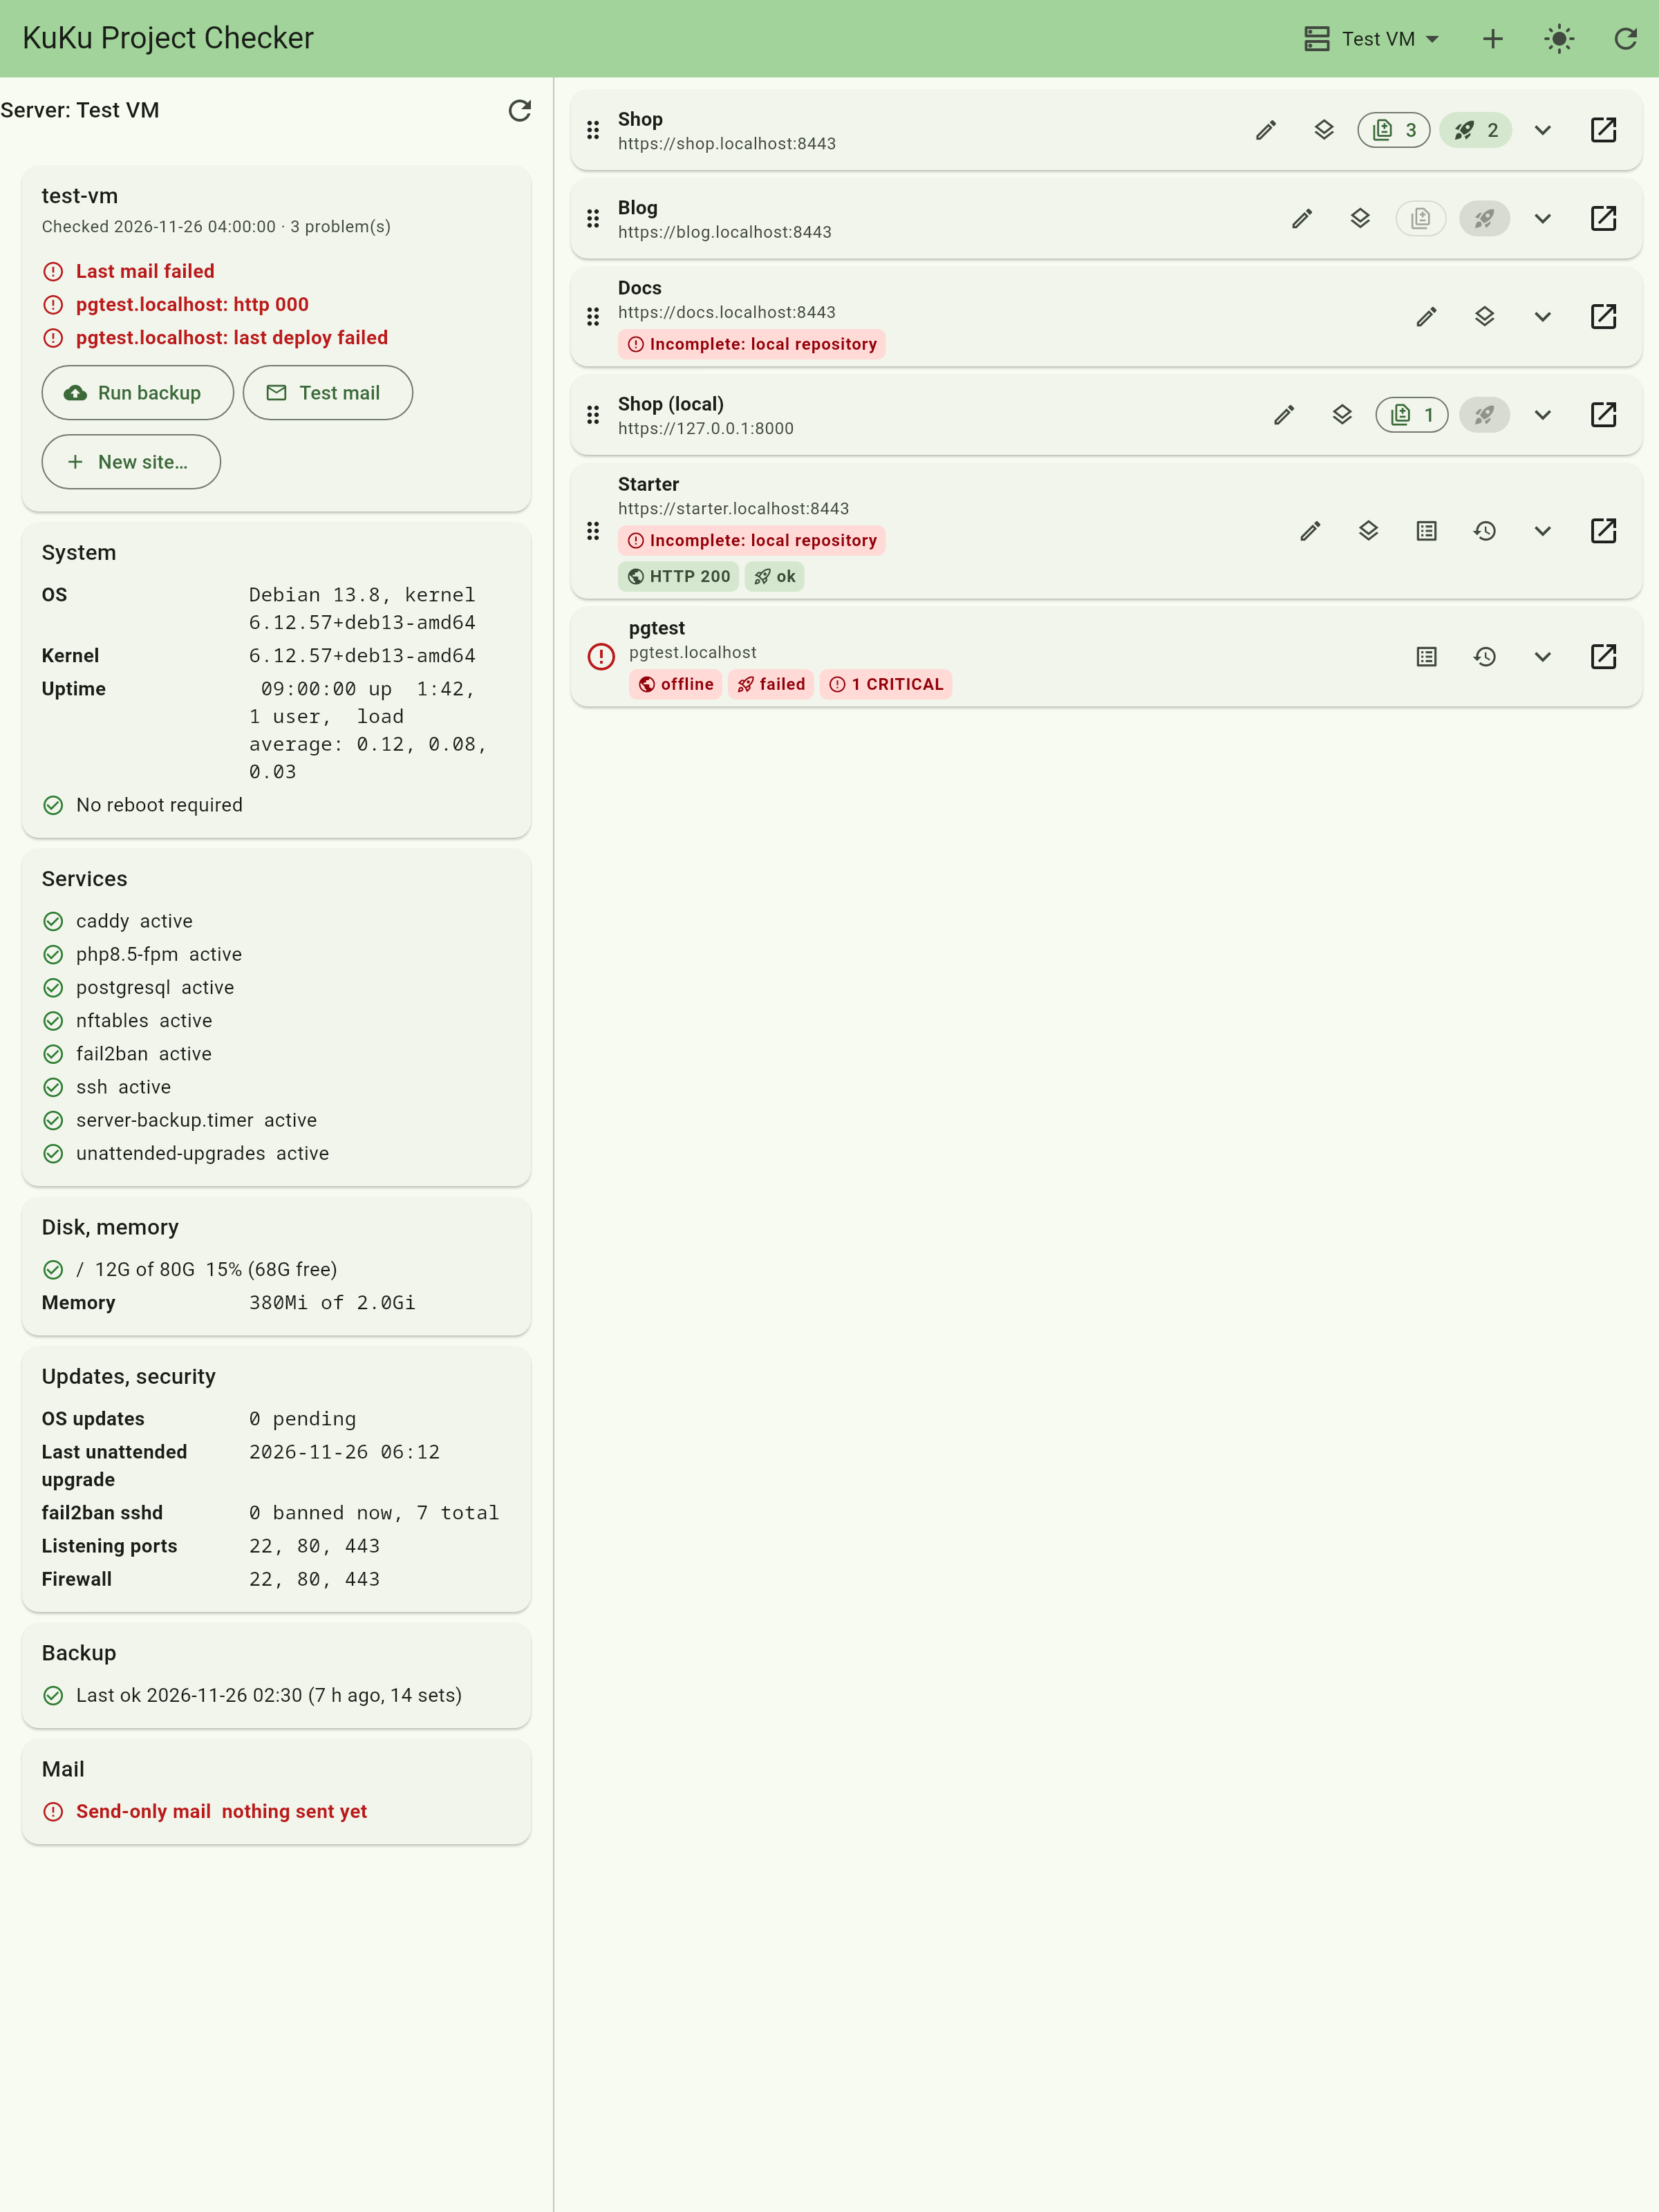 KuKu Project Checker
Test VM
Server: Test VM
test-vm
Checked 2026-11-26 04:00:00 · 3 problem(s)
Last mail failed
pgtest.localhost: http 000
pgtest.localhost: last deploy failed
Run backup
Test mail
New site…
System
OS
Debian 13.8, kernel
6.12.57+deb13-amd64
Kernel
6.12.57+deb13-amd64
Uptime
09:00:00 up  1:42,
1 user,  load
average: 0.12, 0.08,
0.03
No reboot required
Services
caddy  active
php8.5-fpm  active
postgresql  active
nftables  active
fail2ban  active
ssh  active
server-backup.timer  active
unattended-upgrades  active
Disk, memory
/  12G of 80G  15% (68G free)
Memory
380Mi of 2.0Gi
Updates, security
OS updates
0 pending
Last unattended
upgrade
2026-11-26 06:12
fail2ban sshd
0 banned now, 7 total
Listening ports
22, 80, 443
Firewall
22, 80, 443
Backup
Last ok 2026-11-26 02:30 (7 h ago, 14 sets)
Mail
Send-only mail  nothing sent yet
Shop
https://shop.localhost:8443
3
2
Blog
https://blog.localhost:8443
Docs
https://docs.localhost:8443
Incomplete: local repository
Shop (local)
https://127.0.0.1:8000
1
Starter
https://starter.localhost:8443
Incomplete: local repository
HTTP 200
ok
pgtest
pgtest.localhost
offline
failed
1 CRITICAL